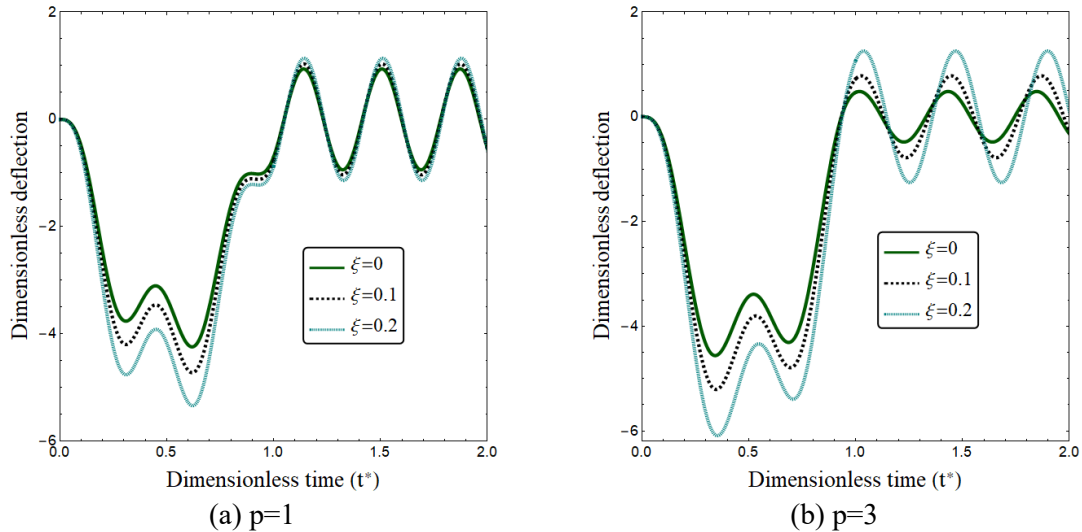 2
0
−2
−4
−6
0.0 0.5 1.0 1.5 2.0
Dimensionless deflection
Dimensionless time (t*)
ξ=0
ξ=0.1
ξ=0.2
(a) p=1
2
0
−2
−4
−6
0.0 0.5 1.0 1.5 2.0
Dimensionless deflection
Dimensionless time (t*)
ξ=0
ξ=0.1
ξ=0.2
(b) p=3